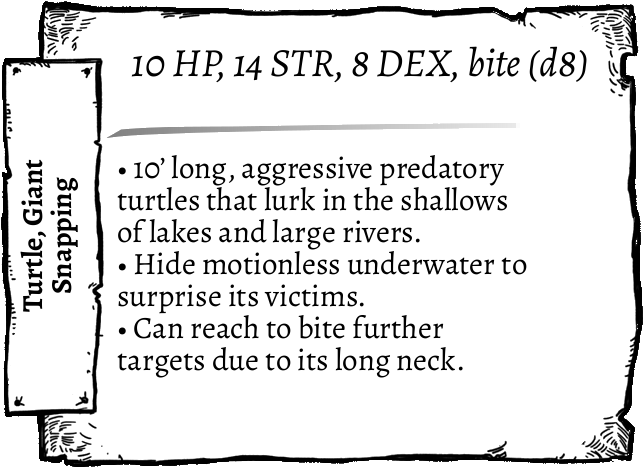 10 HP, 14 STR, 8 DEX, bite (d8)
Turtle, Giant
Snapping
• 10’ long, aggressive predatory
turtles that lurk in the shallows
of lakes and large rivers.
• Hide motionless underwater to
surprise its victims.
• Can reach to bite further
targets due to its long neck.